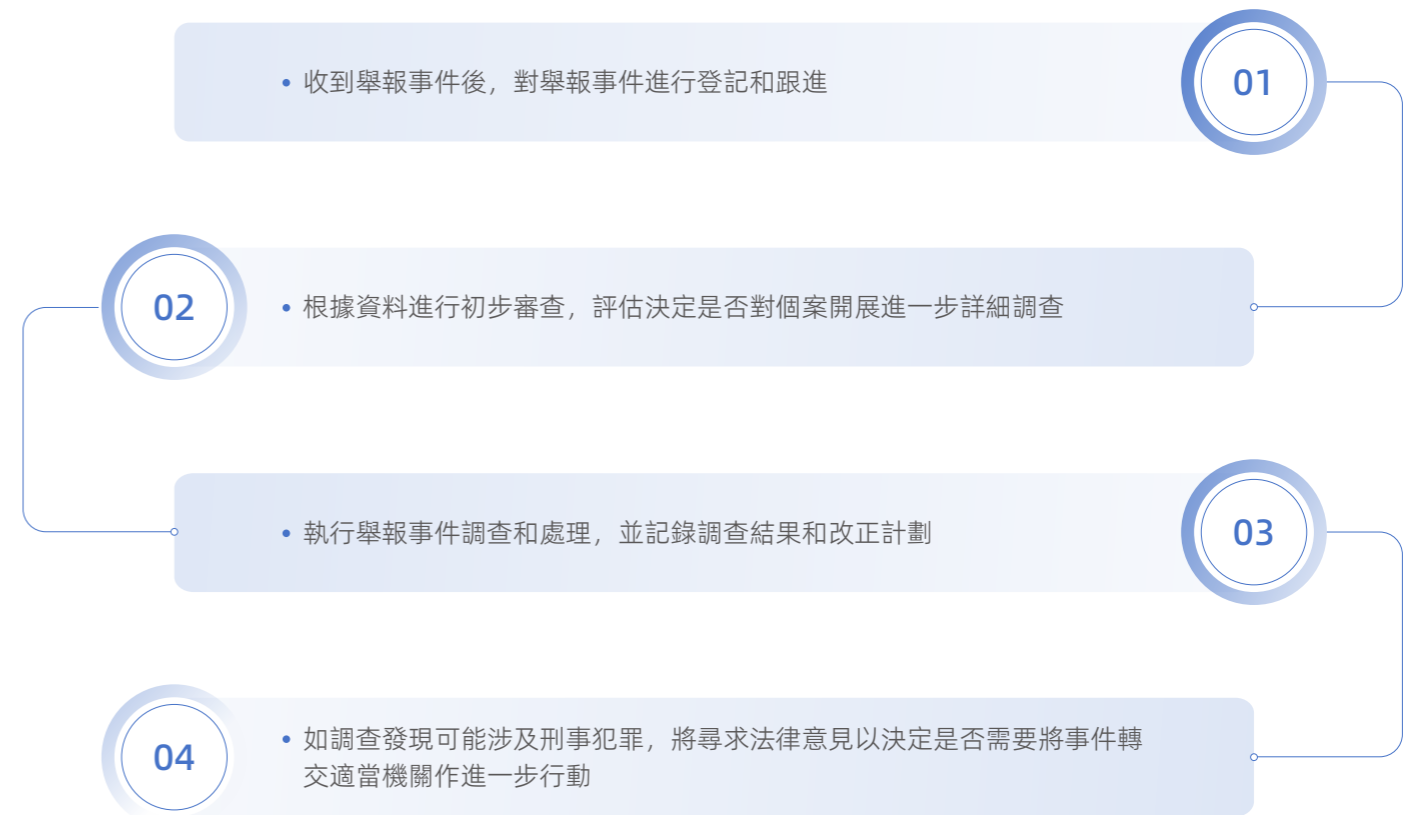 • 收到舉報事件後，對舉報事件進行登記和跟進
01
02
• 根據資料進行初步審查，評估決定是否對個案開展進一步詳細調查
• 執行舉報事件調查和處理，並記錄調查結果和改正計劃
03
04
• 如調查發現可能涉及刑事犯罪，將尋求法律意見以決定是否需要將事件轉
交適當機關作進一步行動